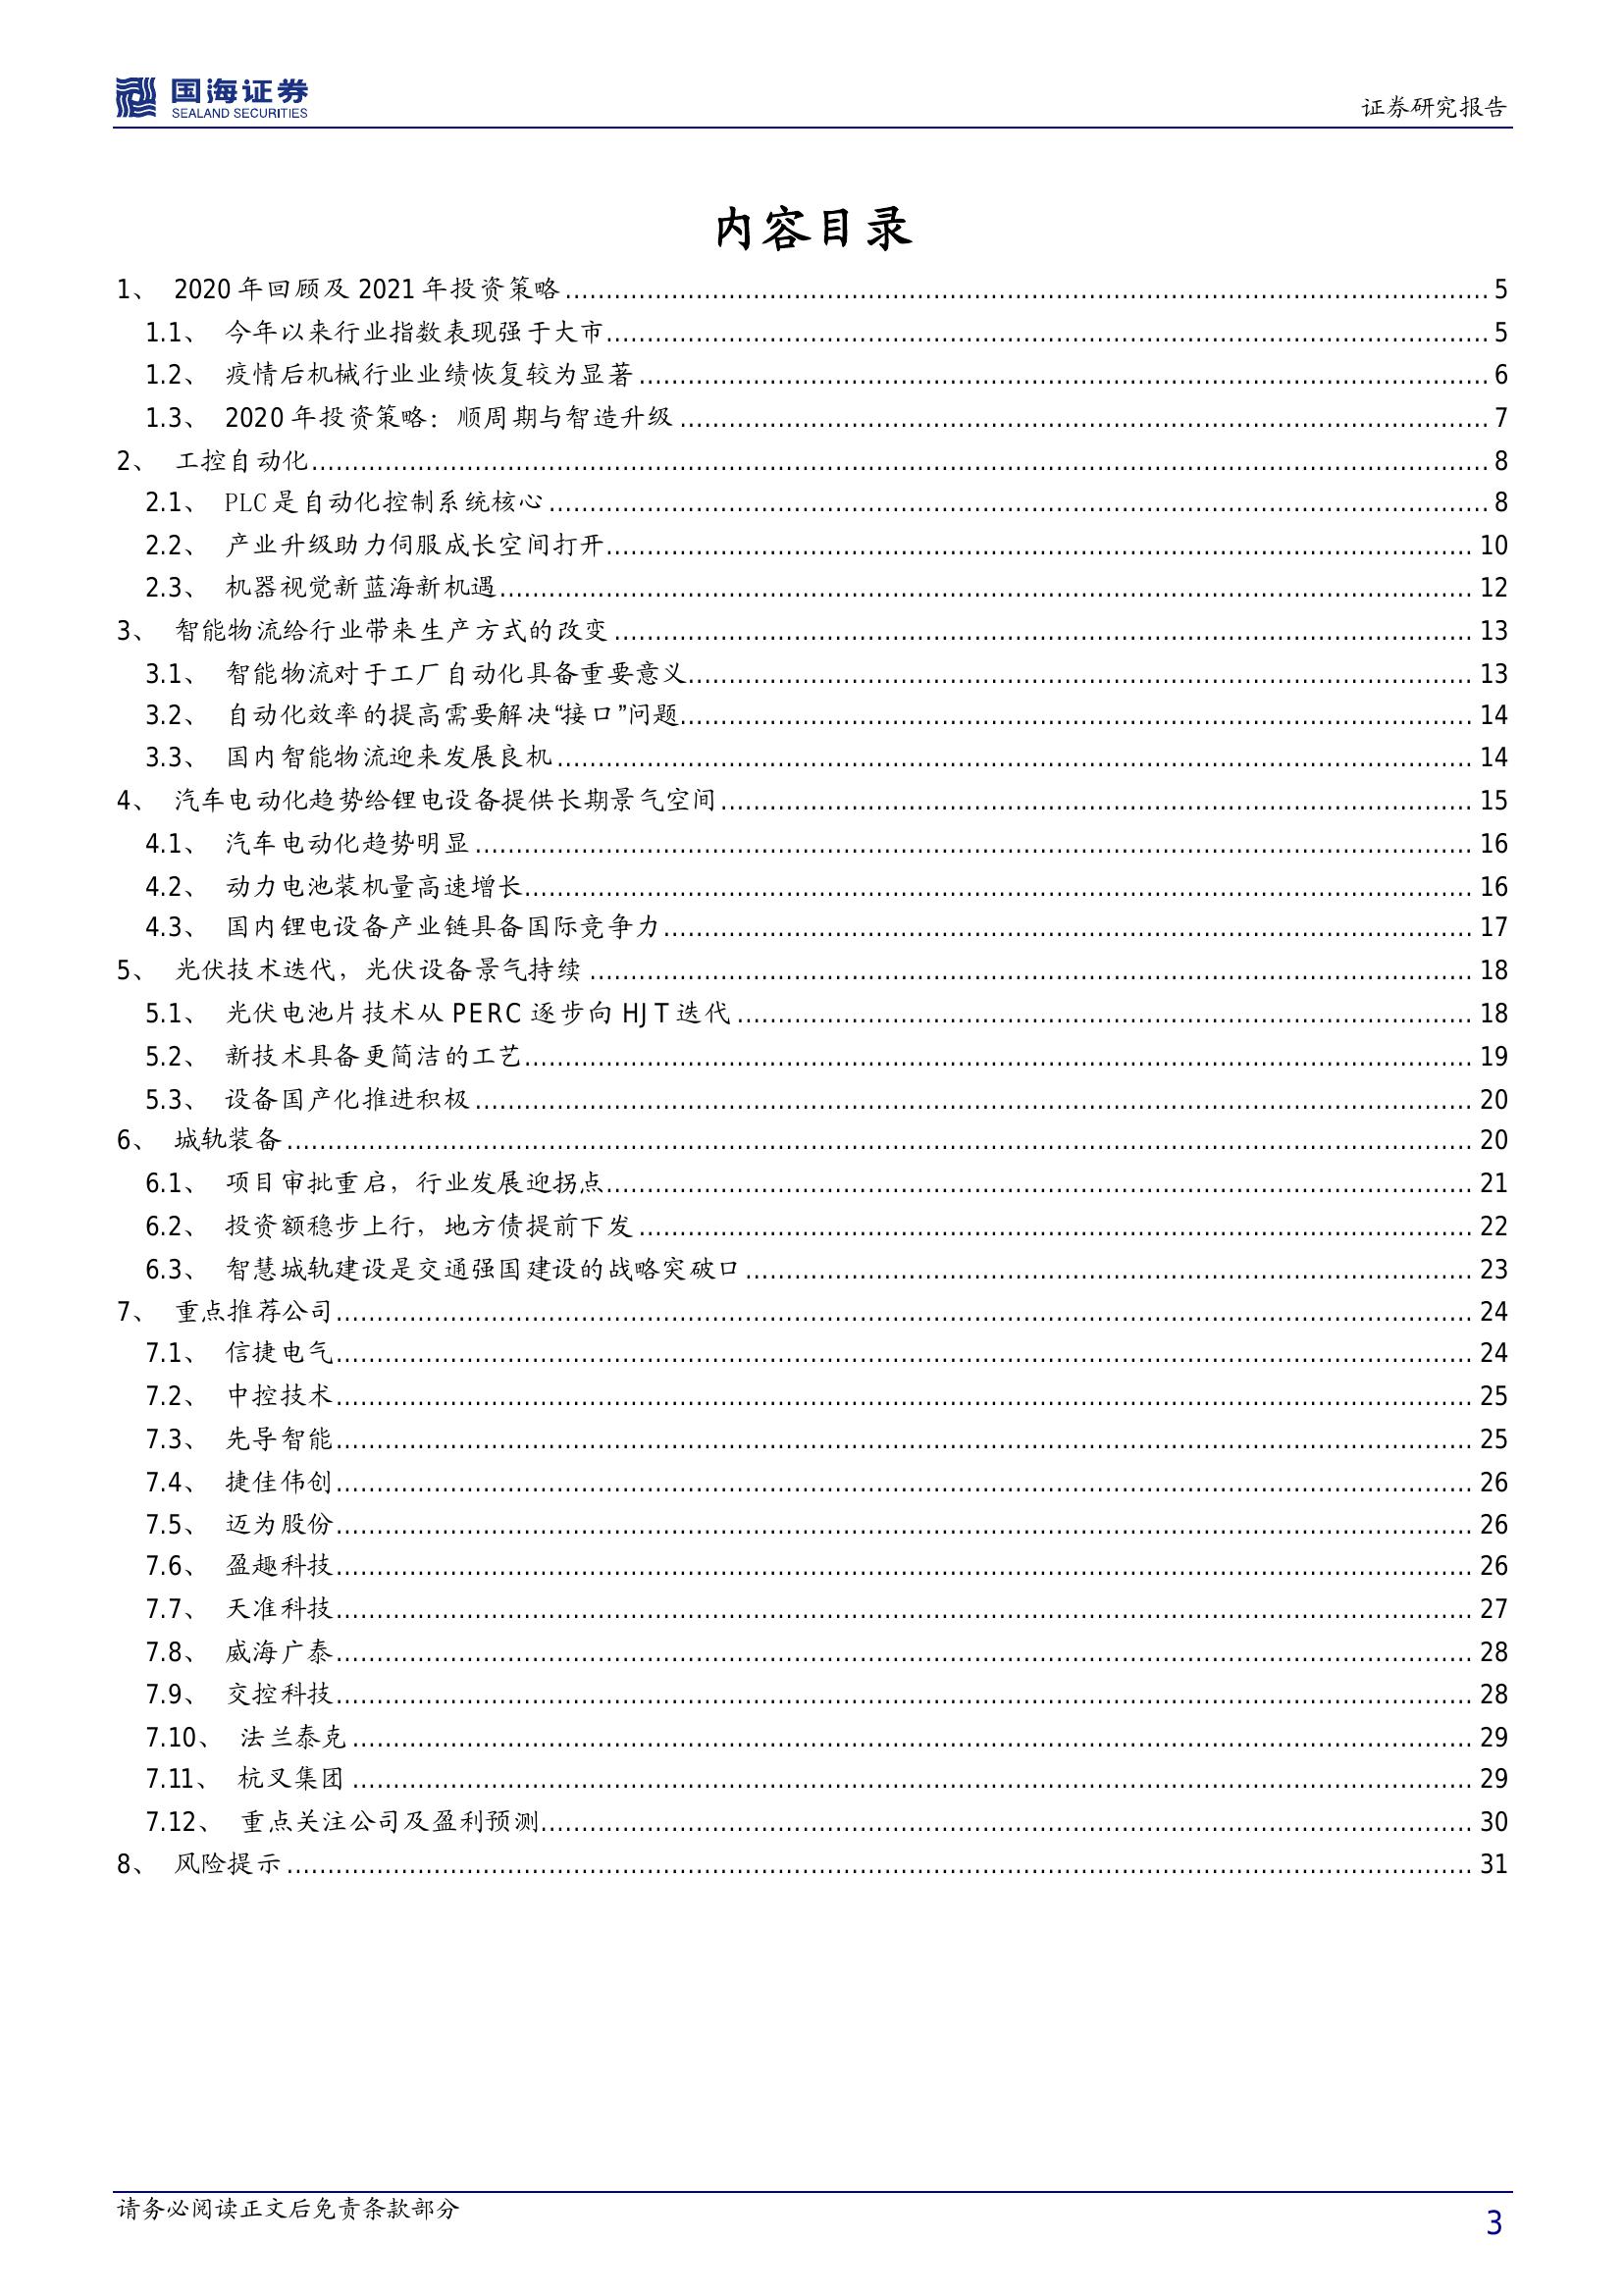 国海证券
SEALAND SECURITIES
证券研究报告
内容目录
1、 2020 年回顾及 2021 年投资策略 5
1.1、 今年以来行业指数表现强于大市 5
1.2、 疫情后机械行业业绩恢复较为显著 6
1.3、 2020 年投资策略：顺周期与智造升级 7
2、 工控自动化 8
2.1、 PLC 是自动化控制系统核心 8
2.2、 产业升级助力伺服成长空间打开 10
2.3、 机器视觉新蓝海新机遇 12
3、 智能物流给行业带来生产方式的改变 13
3.1、 智能物流对于工厂自动化具备重要意义 13
3.2、 自动化效率的提高需要解决“接口”问题 14
3.3、 国内智能物流迎来发展良机 14
4、 汽车电动化趋势给锂电设备提供长期景气空间 15
4.1、 汽车电动化趋势明显 16
4.2、 动力电池装机量高速增长 16
4.3、 国内锂电设备产业链具备国际竞争力 17
5、 光伏技术迭代，光伏设备景气持续 18
5.1、 光伏电池片技术从 PERC 逐步向 HJT 迭代 18
5.2、 新技术具备更简洁的工艺 19
5.3、 设备国产化推进积极 20
6、 城轨装备 20
6.1、 项目审批重启，行业发展迎拐点 21
6.2、 投资额稳步上行，地方债提前下发 22
6.3、 智慧城轨建设是交通强国建设的战略突破口 23
7、 重点推荐公司 24
7.1、 信捷电气 24
7.2、 中控技术 25
7.3、 先导智能 25
7.4、 捷佳伟创 26
7.5、 迈为股份 26
7.6、 盈趣科技 26
7.7、 天准科技 27
7.8、 威海广泰 28
7.9、 交控科技 28
7.10、 法兰泰克 29
7.11、 杭叉集团 29
7.12、 重点关注公司及盈利预测 30
8、 风险提示 31
请务必阅读正文后免责条款部分
3